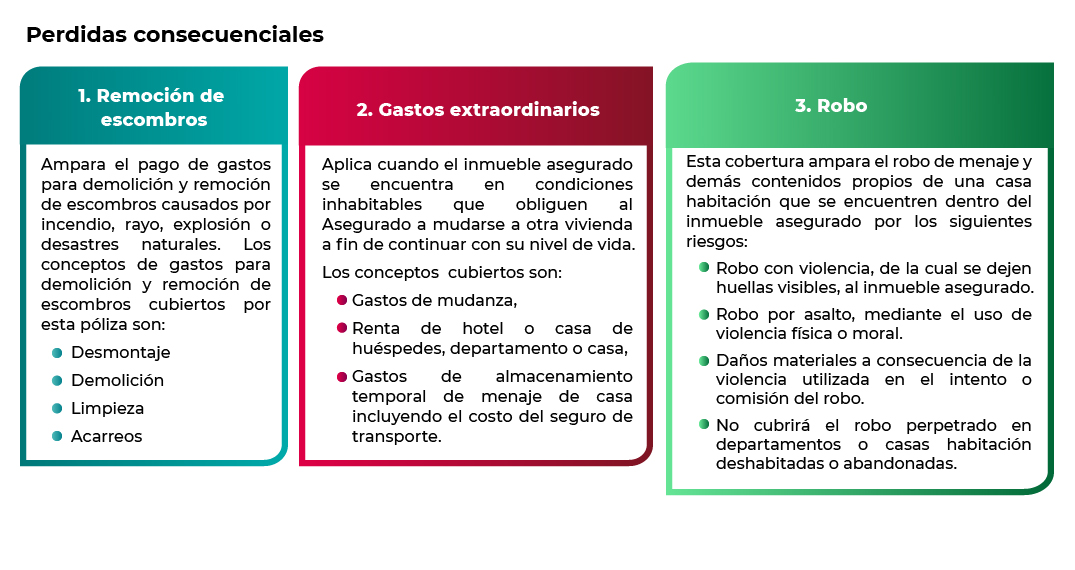 Perdidas consecuenciales
1. Remoción de
escombros
Ampara el pago de gastos
para demolición y remoción
de escombros causados por
incendio, rayo, explosión o
desastres naturales. Los
conceptos de gastos para
demolición y remoción de
escombros cubiertos por
esta póliza son:
Desmontaje
Demolición
Limpieza
Acarreos
2. Gastos extraordinarios
Aplica cuando el inmueble asegurado
se encuentra en condiciones
inhabitables que obliguen al
Asegurado a mudarse a otra vivienda
a fin de continuar con su nivel de vida.
Los conceptos cubiertos son:
Gastos de mudanza,
Renta de hotel o casa de
huéspedes, departamento o casa,
Gastos de almacenamiento
temporal de menaje de casa
incluyendo el costo del seguro de
transporte.
3. Robo
Esta cobertura ampara el robo de menaje y
demás contenidos propios de una casa
habitación que se encuentren dentro del
inmueble asegurado por los siguientes
riesgos:
Robo con violencia, de la cual se dejen
huellas visibles, al inmueble asegurado.
Robo por asalto, mediante el uso de
violencia física o moral.
Daños materiales a consecuencia de la
violencia utilizada en el intento o
comisión del robo.
No cubrirá el robo perpetrado en
departamentos o casas habitación
deshabitadas o abandonadas.